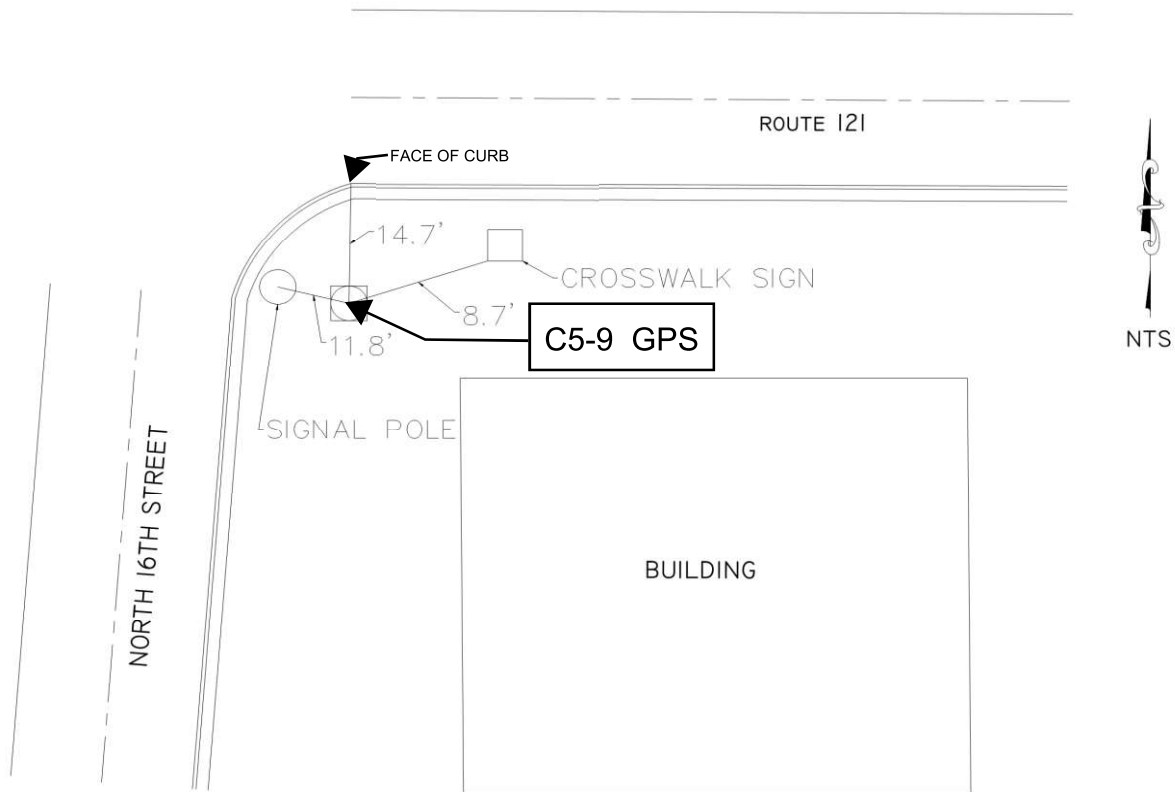 ROUTE 121
FACE OF CURB
14.7'
CROSSWALK SIGN
8.7'
C5-9 GPS
11.8'
NTS
SIGNAL POLE
NORTH 16TH STREET
BUILDING